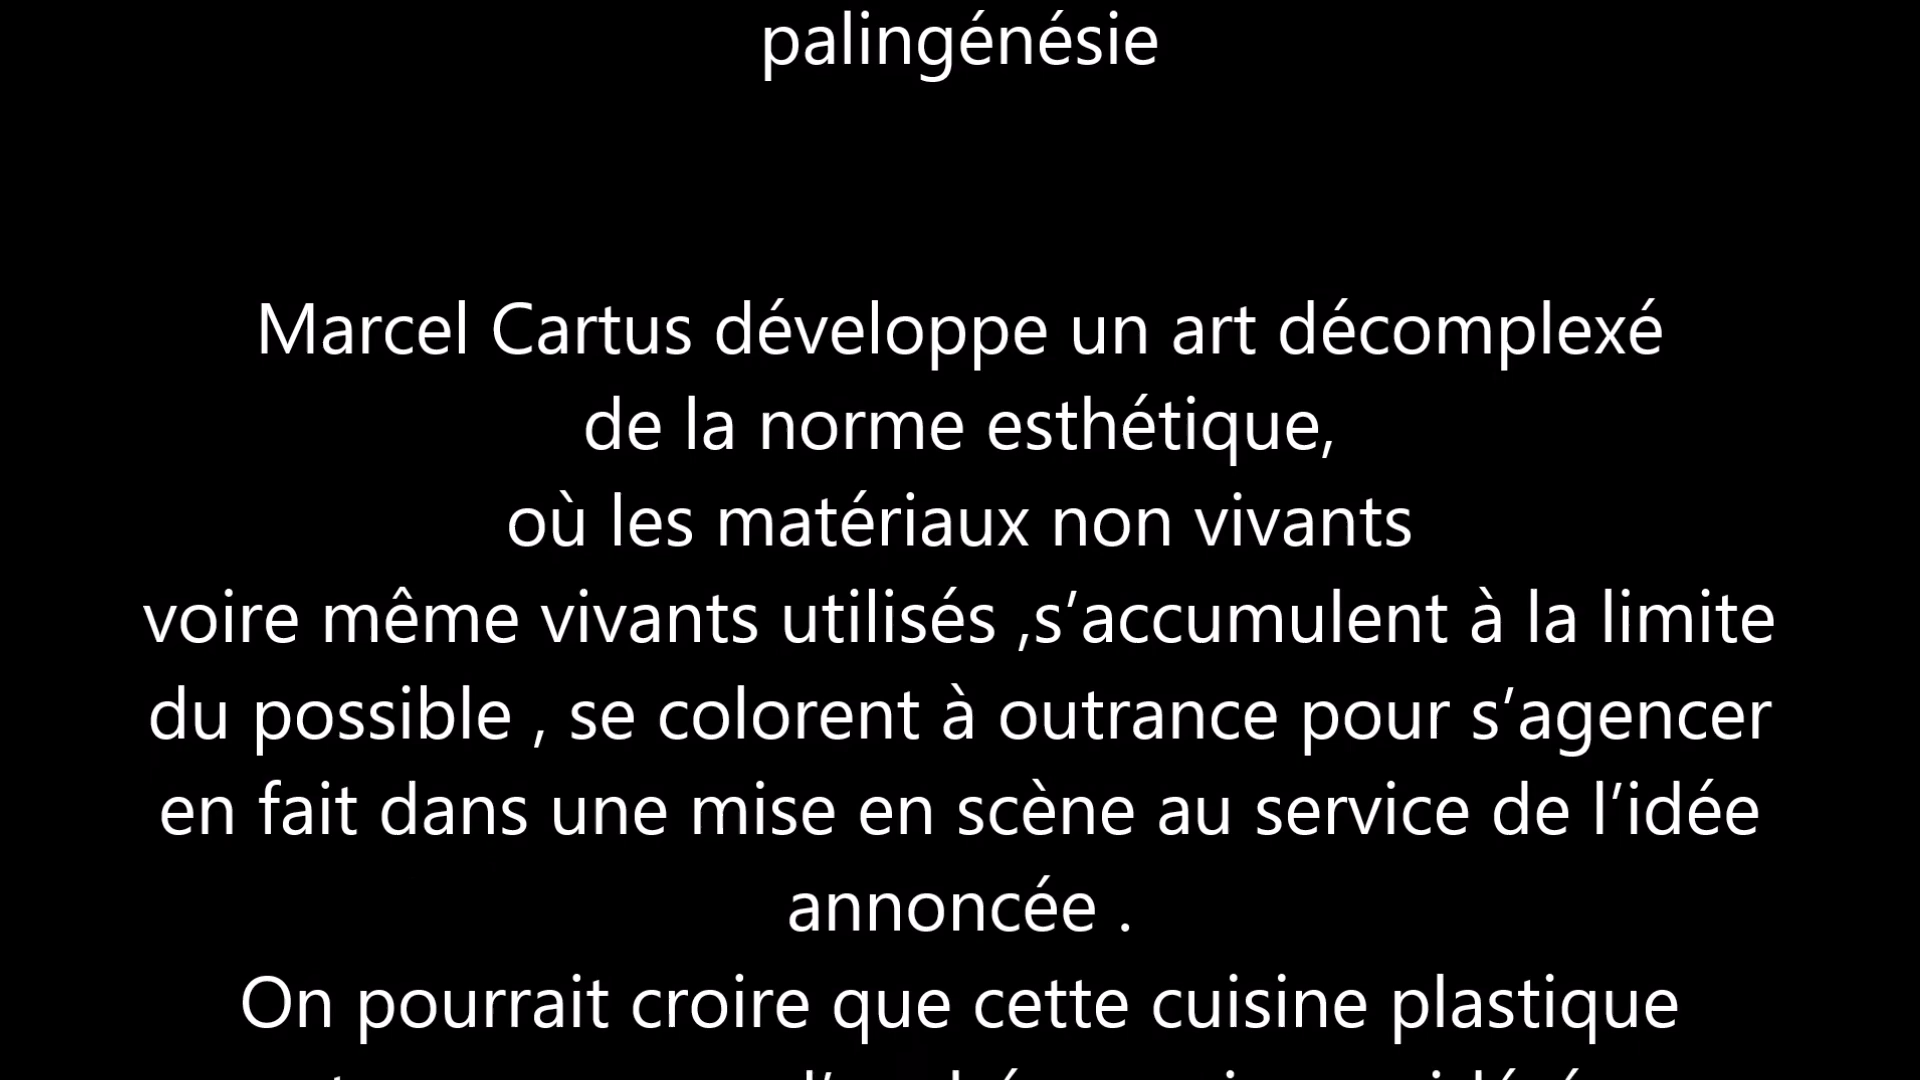 palingénésie
Marcel Cartus développe un art décomplexé
de la norme esthétique,
où les matériaux non vivants
voire même vivants utilisés ,s’accumulent à la limite
du possible , se colorent à outrance pour s’agencer
en fait dans une mise en scène au service de l’idée
annoncée .
On pourrait croire que cette cuisine plastique